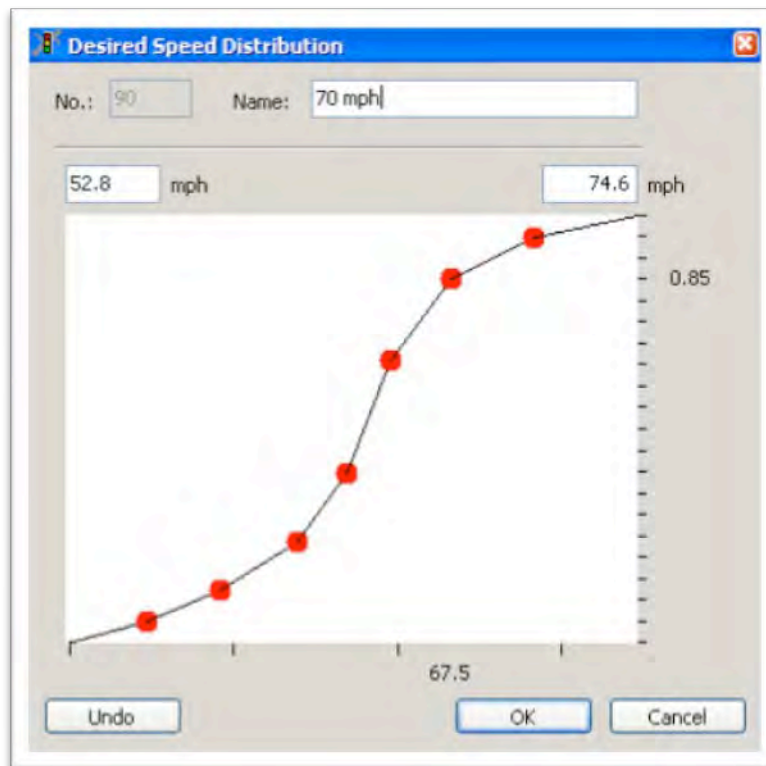 Desired Speed Distribution
No.: 90 Name: 70 mph
52.8 mph 74.6 mph
0.85
67.5
Undo OK Cancel